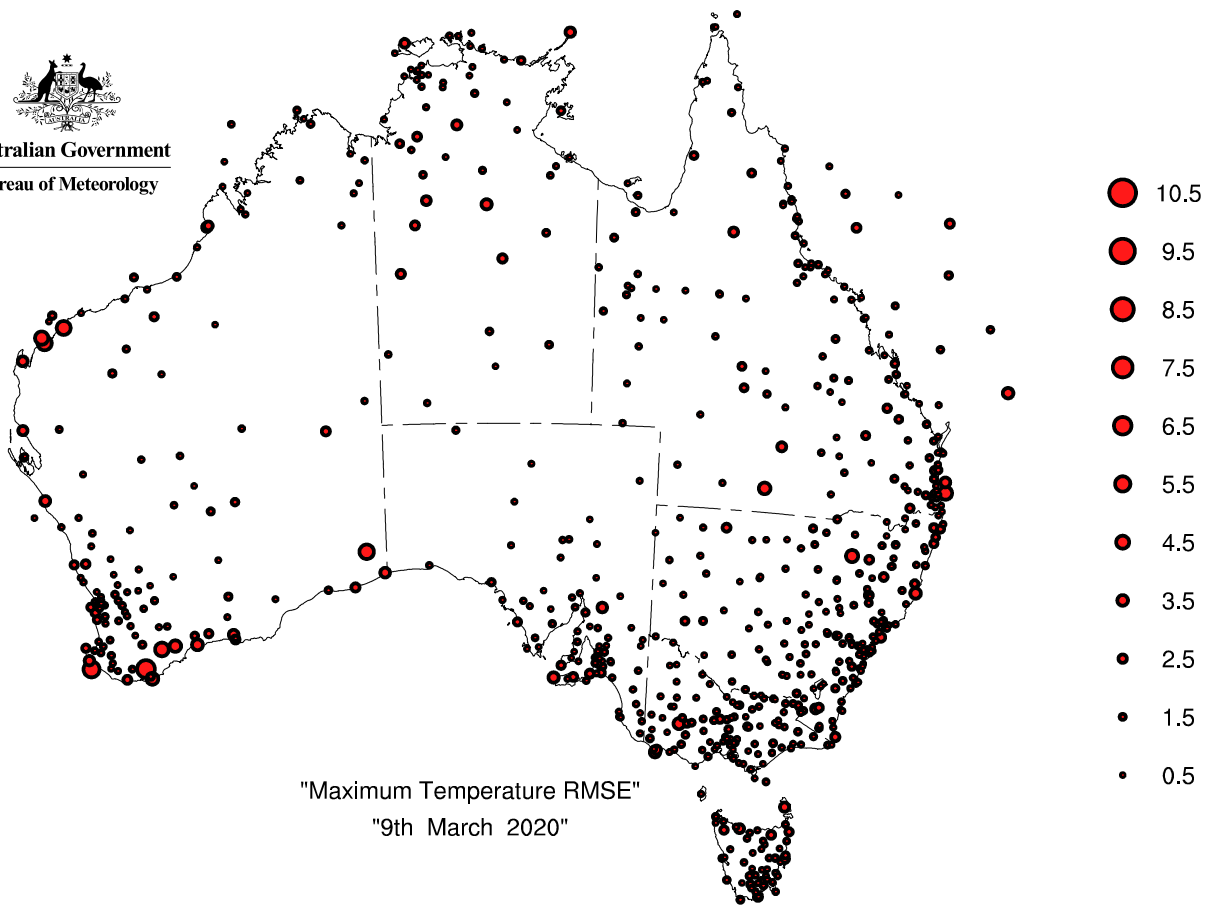 AUSTRALIA
tralian Government
reau of Meteorology
10.5
9.5
8.5
7.5
6.5
5.5
4.5
3.5
2.5
1.5
0.5
"Maximum Temperature RMSE"
"9th March 2020"